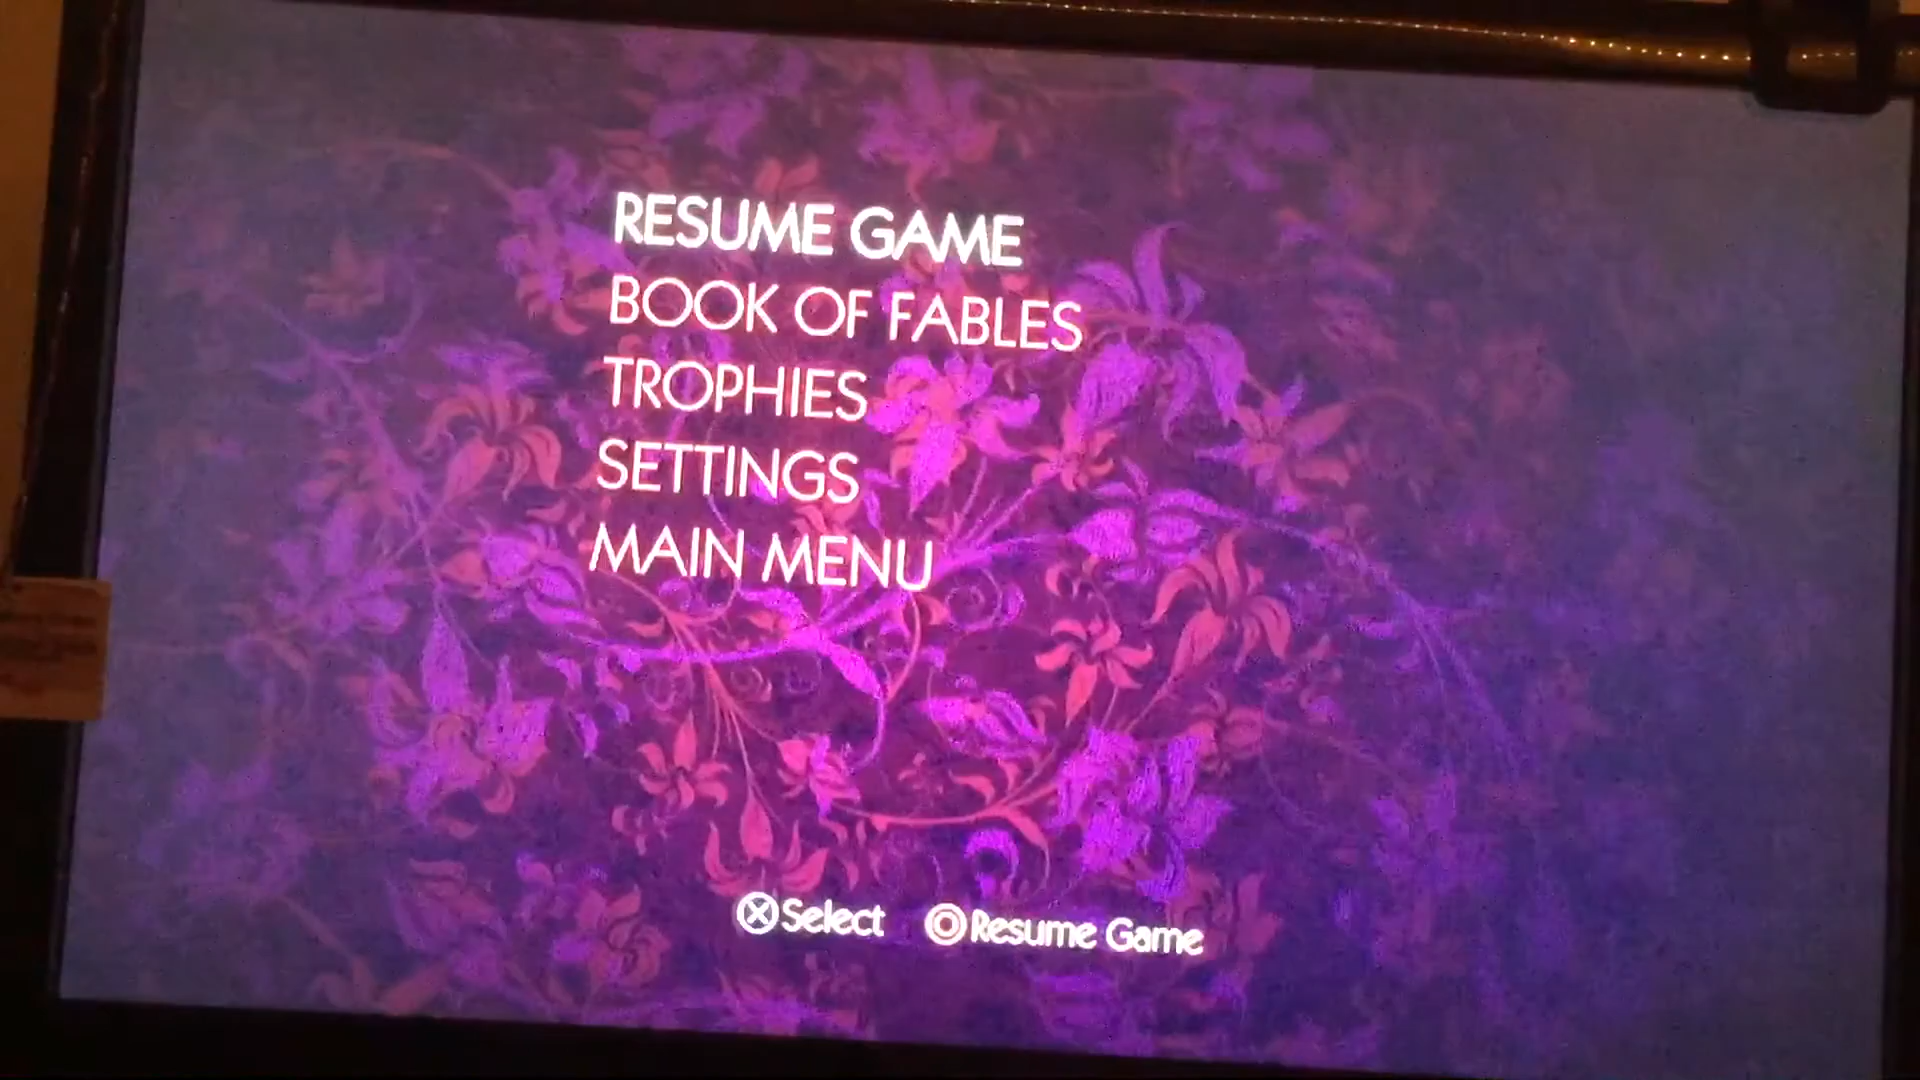 RESUME GAME
BOOK OF FABLES
TROPHIES
SETTINGS
MAIN MENU
Select Resume Game